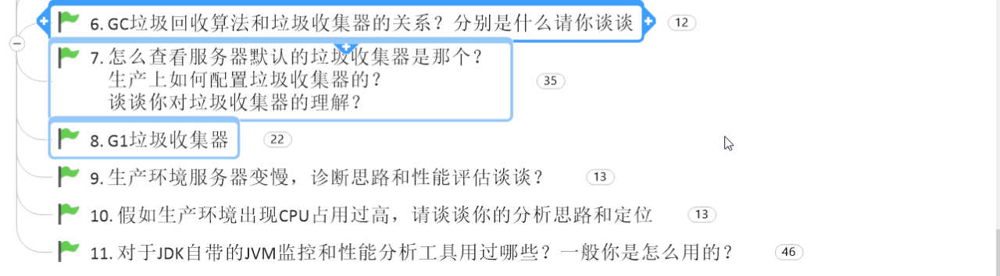 6. GC垃圾回收算法和垃圾收集器的关系？分别是什么请你谈谈 12
7. 怎么查看服务器默认的垃圾收集器是那个？
生产上如何配置垃圾收集器的？ 35
谈谈你对垃圾收集器的理解？
8. G1垃圾收集器 22
9. 生产环境服务器变慢，诊断思路和性能评估谈谈？ 13
10. 假如生产环境出现CPU占用过高，请谈谈你的分析思路和定位 13
11. 对于JDK自带的JVM监控和性能分析工具用过哪些？一般你是怎么用的？ 46